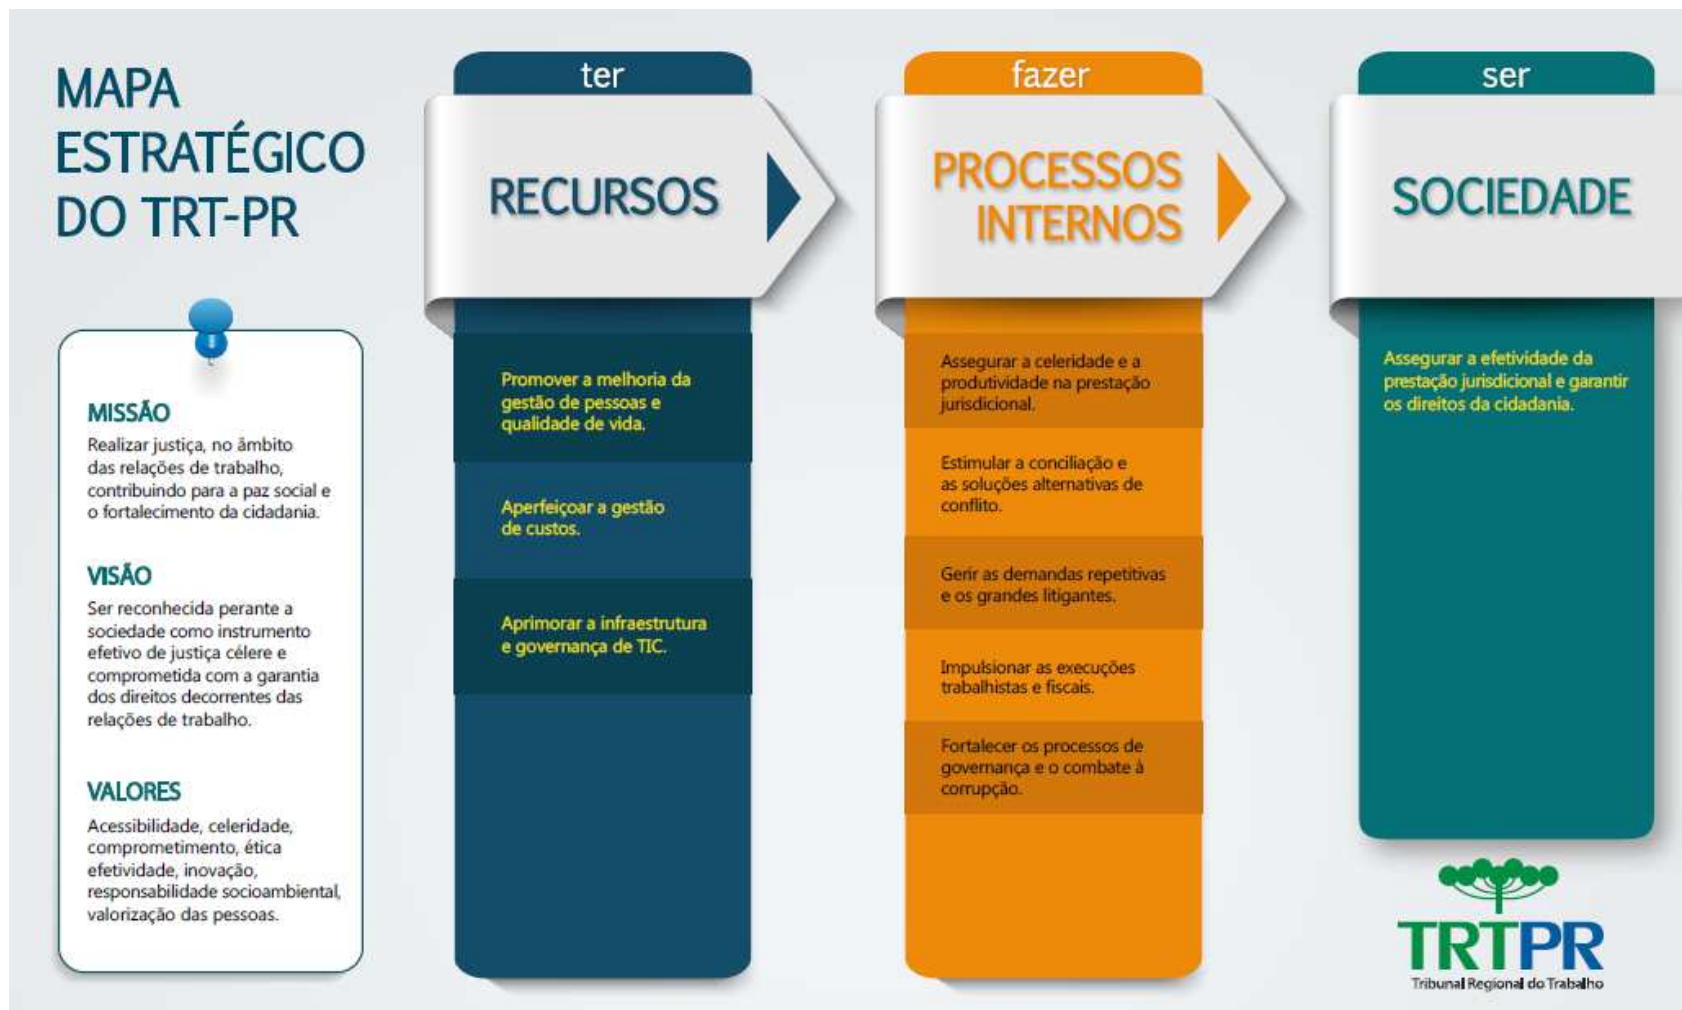 MAPA
ESTRATÉGICO
DO TRT-PR
MISSÃO
Realizar justiça, no âmbito
das relações de trabalho,
contribuindo para a paz social e
o fortalecimento da cidadania.
VISÃO
Ser reconhecida perante a
sociedade como instrumento
efetivo de justiça célere e
comprometida com a garantia
dos direitos decorrentes das
relações de trabalho.
VALORES
Acessibilidade, celeridade,
comprometimento, ética
efetividade, inovação,
responsabilidade socioambiental,
valorização das pessoas.
ter
RECURSOS
Promover a melhoria da
gestão de pessoas e
qualidade de vida.
Aperfeiçoar a gestão
de custos.
Aprimorar a infraestrutura
e governança de TIC.
fazer
PROCESSOS
INTERNOS
Assegurar a celeridade e a
produtividade na prestação
jurisdicional.
Estimular a conciliação e
as soluções alternativas de
conflito.
Gerir as demandas repetitivas
e os grandes litigantes.
Impulsionar as execuções
trabalhistas e fiscais.
Fortalecer os processos de
governança e o combate à
corrupção.
ser
SOCIEDADE
Assegurar a efetividade da
prestação jurisdicional e garantir
os direitos da cidadania.
TRTPR
Tribunal Regional do Trabalho